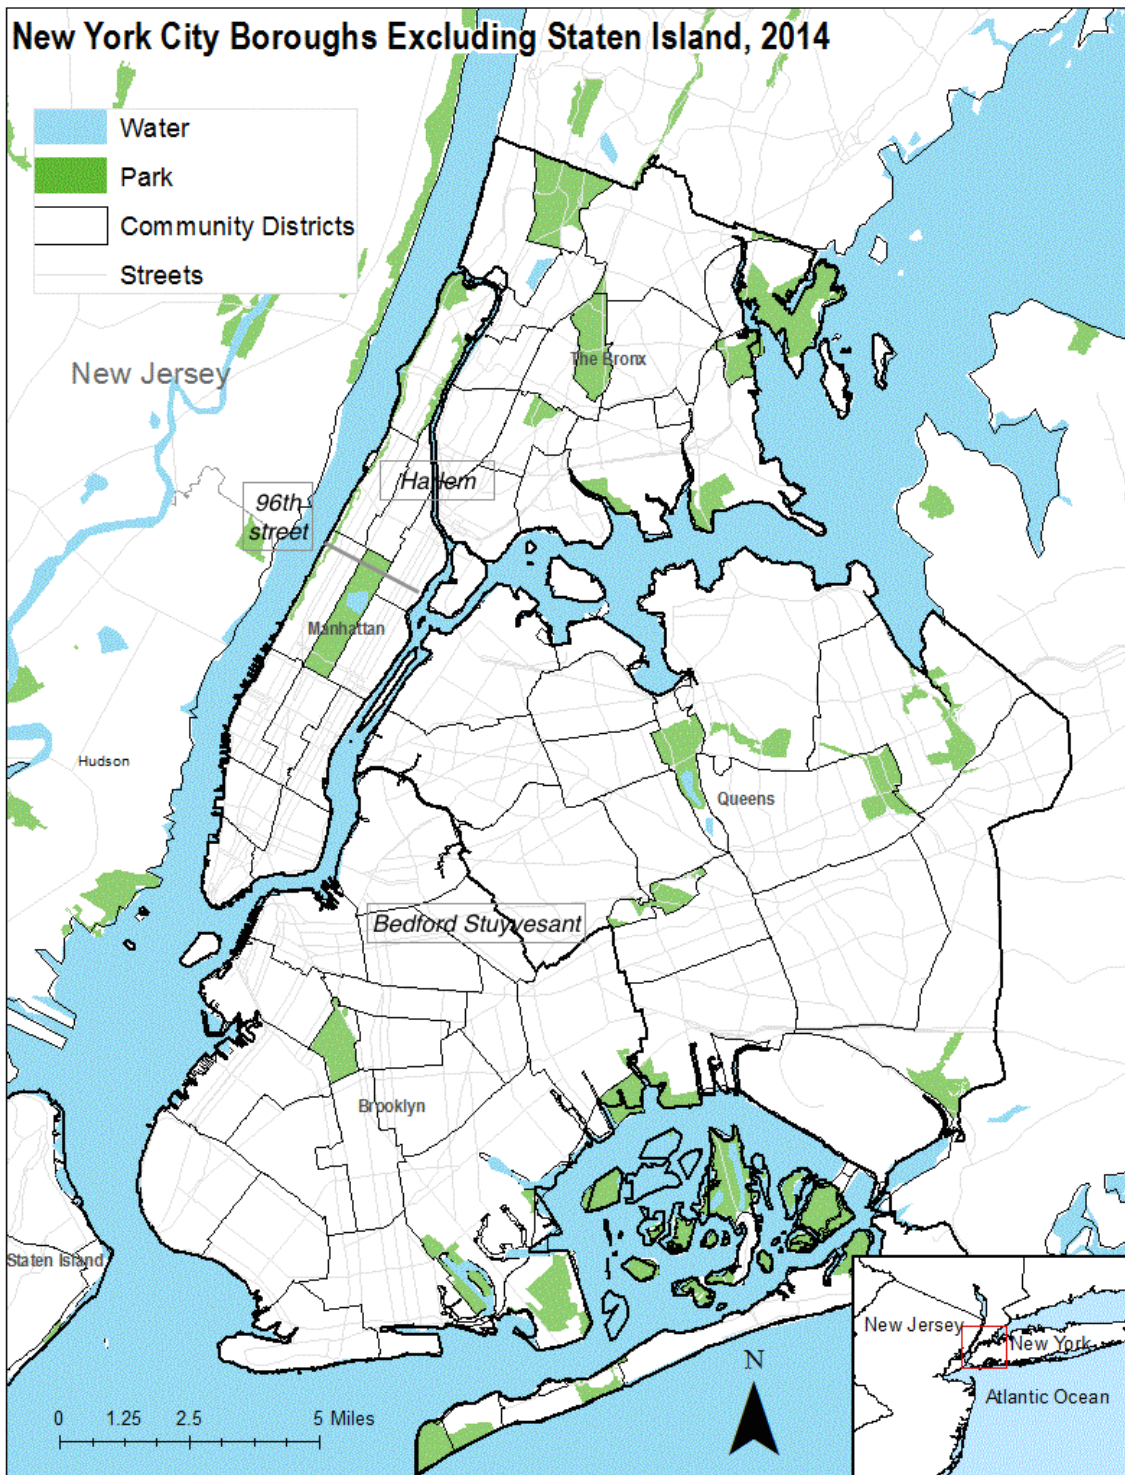 New York City Boroughs Excluding Staten Island, 2014
Water
Park
Community Districts
Streets
New Jersey
The Bronx
Harlem
96th
street
Manhattan
Hudson
Queens
Bedford Stuyvesant
Brooklyn
Staten Island
New Jersey
New York
Atlantic Ocean
N
0 1.25 2.5 5 Miles